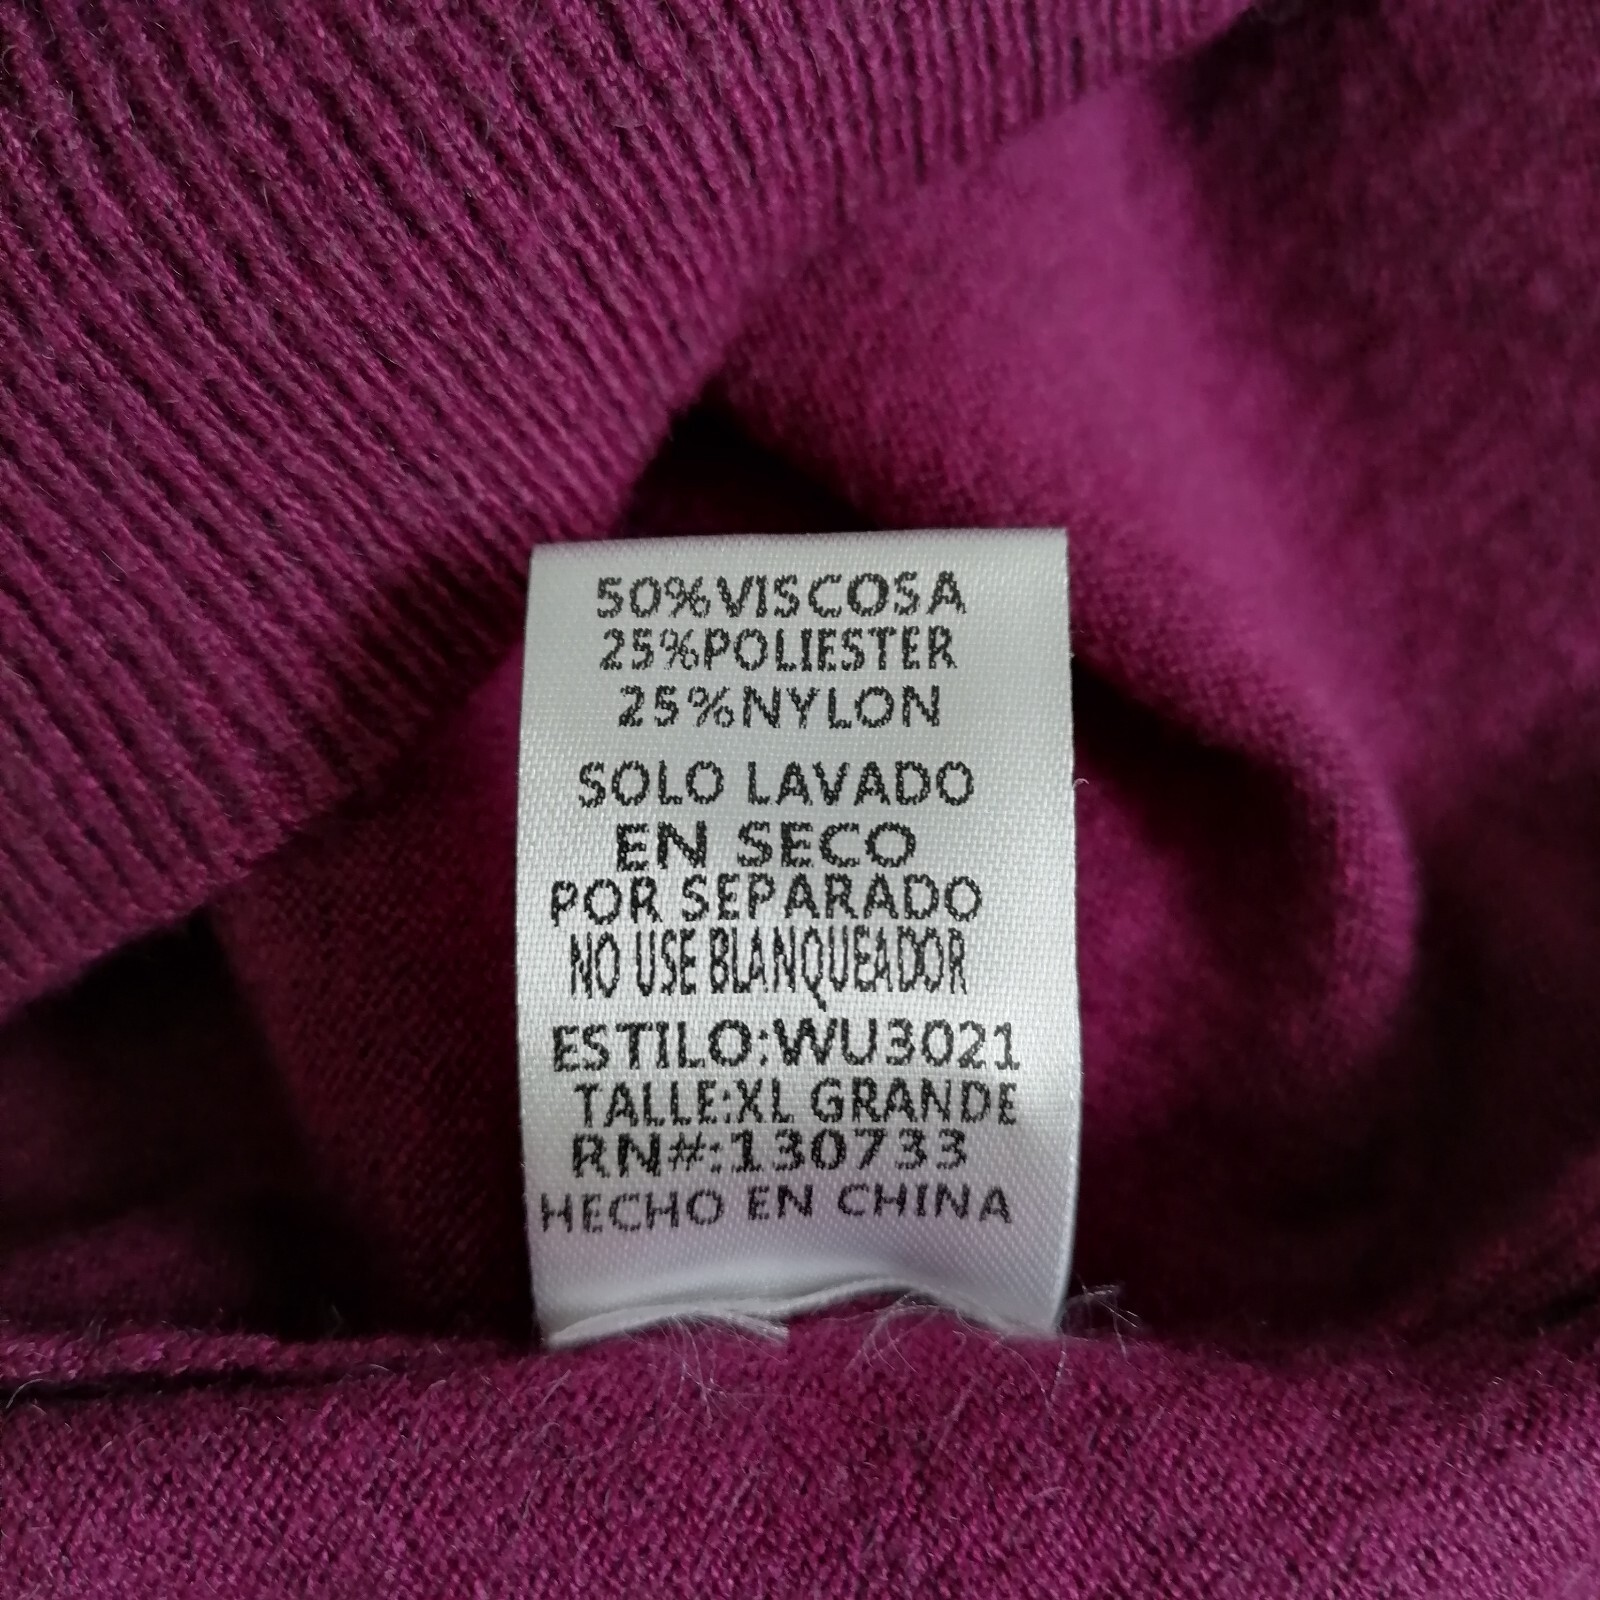 50%VISCOSA
25%POLIESTER
25%NYLON
SOLO LAVADO
EN SECO
POR SEPARADO
NO USE BLANQUEADOR
ESTILO:WU3021
TALLE:XL GRANDE
RN#:130733
HECHO EN CHINA